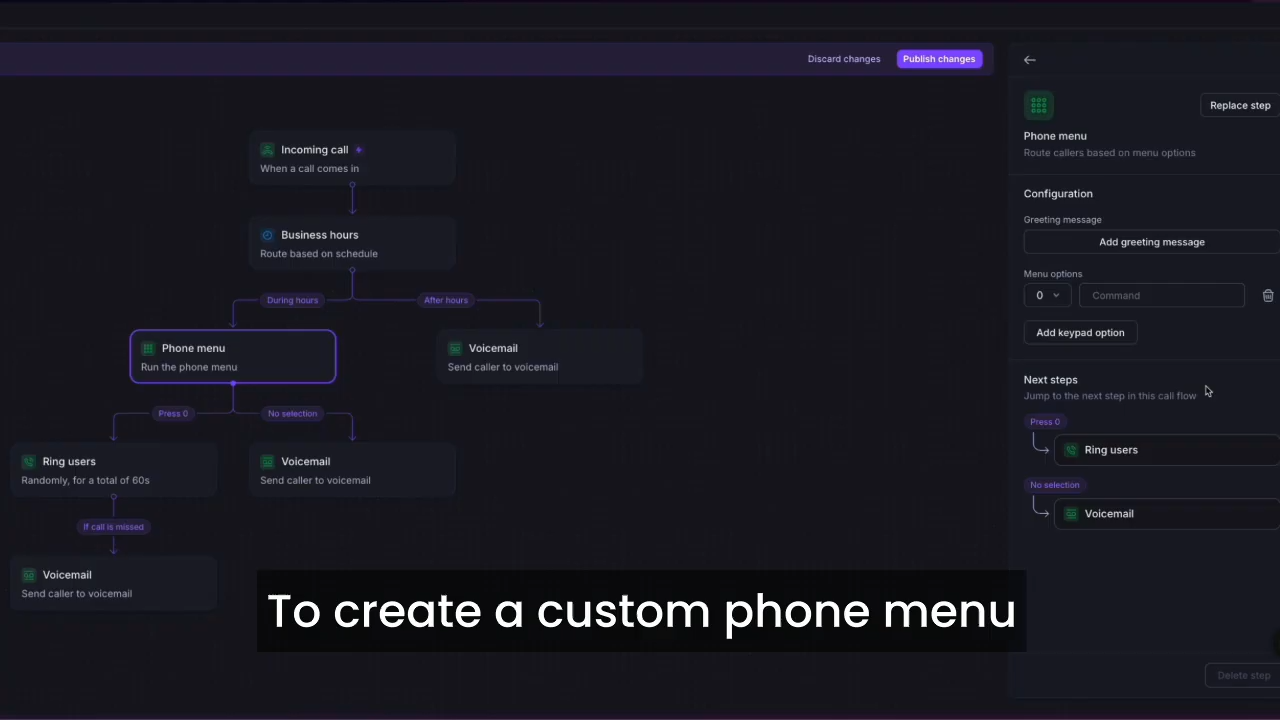 Discard changes
Publish changes
Replace step
Phone menu
Route callers based on menu options
Configuration
Greeting message
Add greeting message
Menu options
0
Command
Add keypad option
Next steps
Jump to the next step in this call flow
Press 0
Ring users
No selection
Voicemail
Delete step
Incoming call
When a call comes in
Business hours
Route based on schedule
During hours
After hours
Phone menu
Run the phone menu
Voicemail
Send caller to voicemail
Press 0
No selection
Ring users
Randomly, for a total of 60s
Voicemail
Send caller to voicemail
If call is missed
Voicemail
Send caller to voicemail
To create a custom phone menu